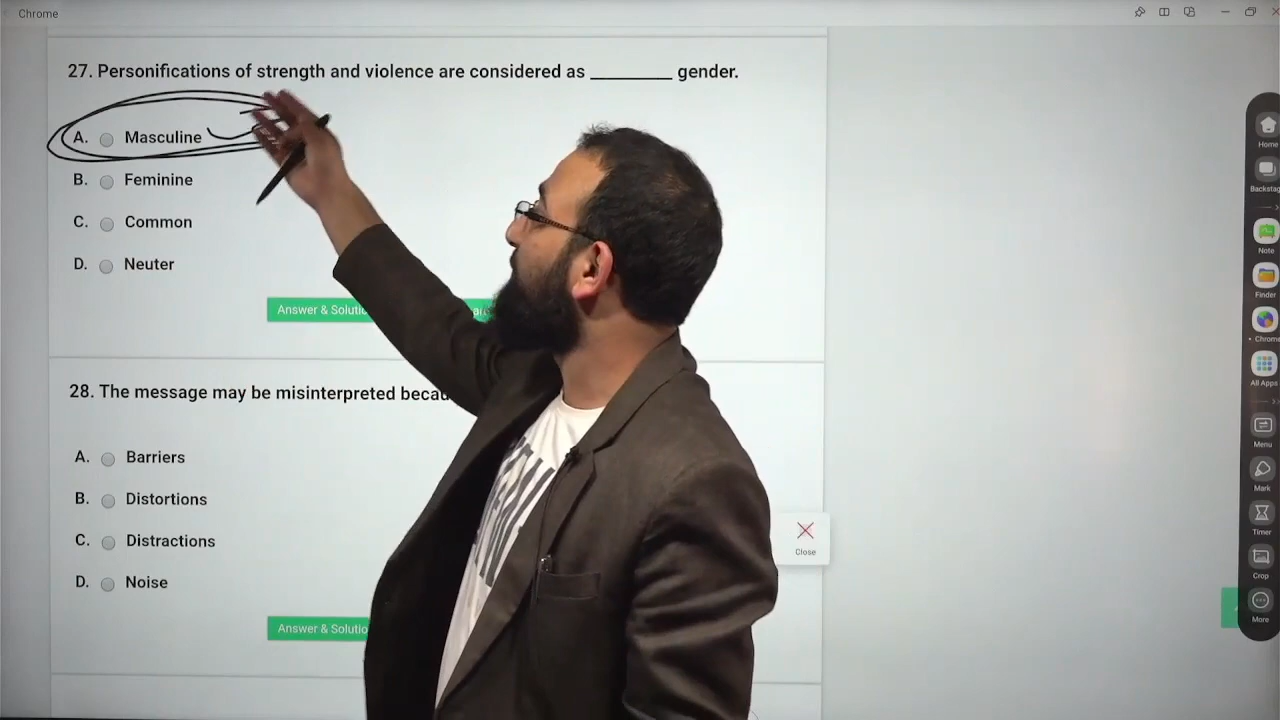 Chrome
27. Personifications of strength and violence are considered as ________ gender.
A. Masculine
B. Feminine
C. Common
D. Neuter
Answer & Soluti
28. The message may be misinterpreted
A. Barriers
B. Distortions
C. Distractions
D. Noise
Answer & Solutio
Close
Home
Backstag
Note
Finder
Chrome
All Apps
Menu
Mark
Timer
Crop
More